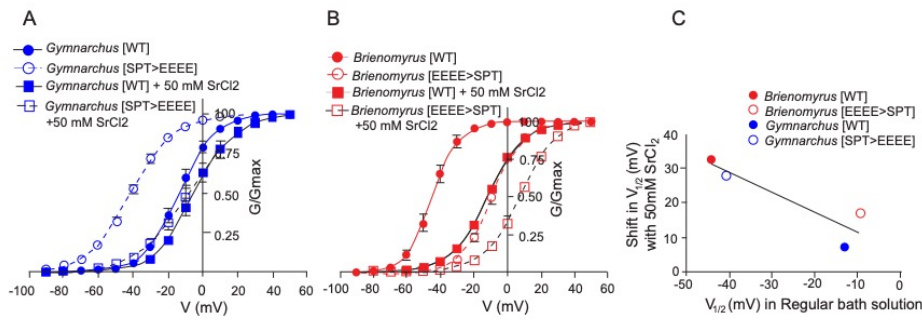 A
Gymnarchus [WT]
Gymnarchus [SPT>EEEE]
Gymnarchus [WT] + 50 mM SrCl2
Gymnarchus [SPT>EEEE]
+50 mM SrCl2
100
0.75
0.50
0.25
G/Gmax
-100 -80 -60 -40 -20 0 20 40 60
V (mV)
B
Brienomyrus [WT]
Brienomyrus [EEEE>SPT]
Brienomyrus [WT] + 50 mM SrCl2
Brienomyrus [EEEE>SPT]
+50 mM SrCl2
100
0.75
0.50
0.25
G/Gmax
-100 -80 -60 -40 -20 0 20 40 60
V (mV)
C
Brienomyrus [WT]
Brienomyrus [EEEE>SPT]
Gymnarchus [WT]
Gymnarchus [SPT>EEEE]
Shift in V1/2 (mV)
with 50mM SrCl2
40
30
20
10
0
-50 -40 -30 -20 -10 0
V1/2 (mV) in Regular bath solution